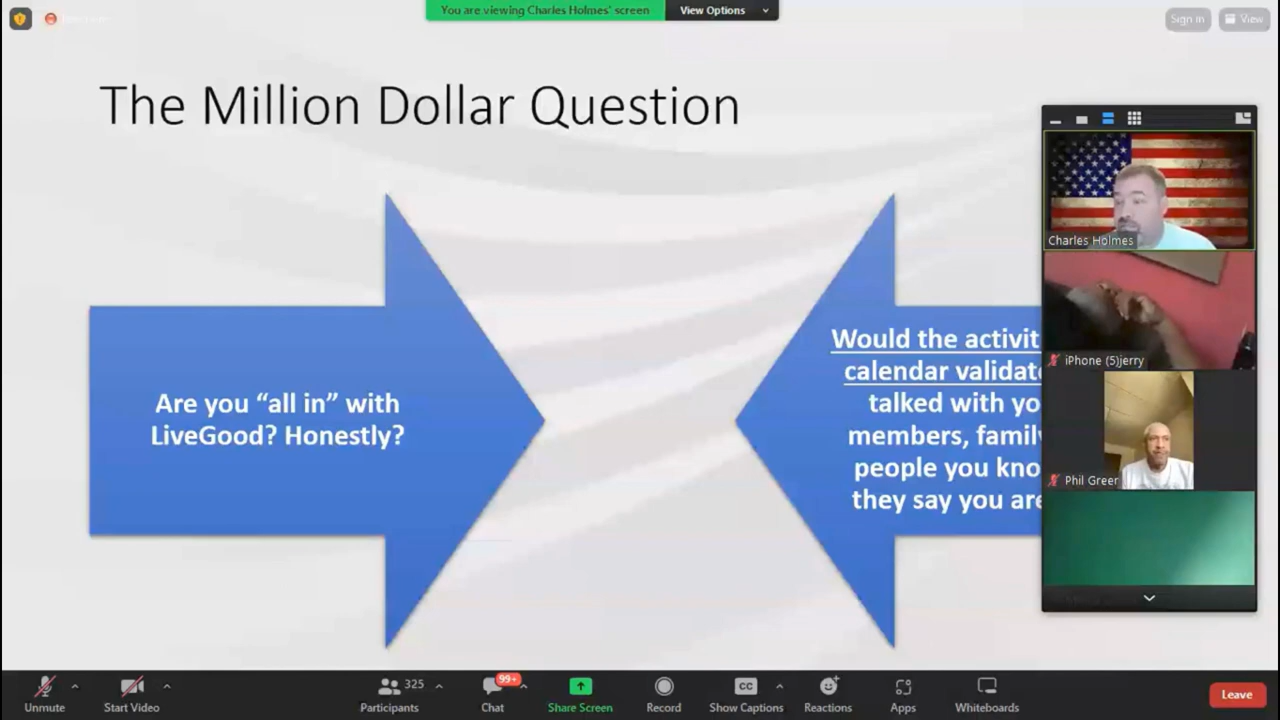 You are viewing Charles Holmes' screen
View Options
Sign in
View
The Million Dollar Question
Are you “all in” with
LiveGood? Honestly?
Would the activit
calendar validate
talked with yo
members, family
people you kno
they say you are
Charles Holmes
iPhone (5)jerry
Phil Greer
Unmute
Start Video
325
Participants
99+
Chat
Share Screen
Record
CC
Show Captions
Reactions
Apps
Whiteboards
Leave